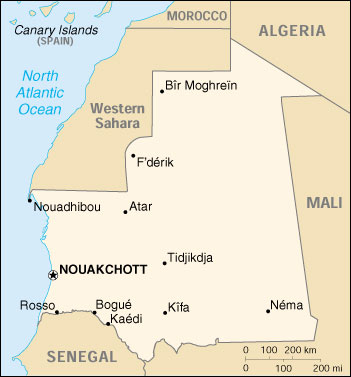 MOROCCO
Canary Islands
(SPAIN)
ALGERIA
North
Atlantic
Ocean
Bîr Moghreïn
Western
Sahara
F'dérik
MALI
Nouadhibou
Atar
Tidjikdja
NOUAKCHOTT
Rosso
Bogué
Kaédi
Kîfa
Néma
SENEGAL
0 100 200 km
0 100 200 mi